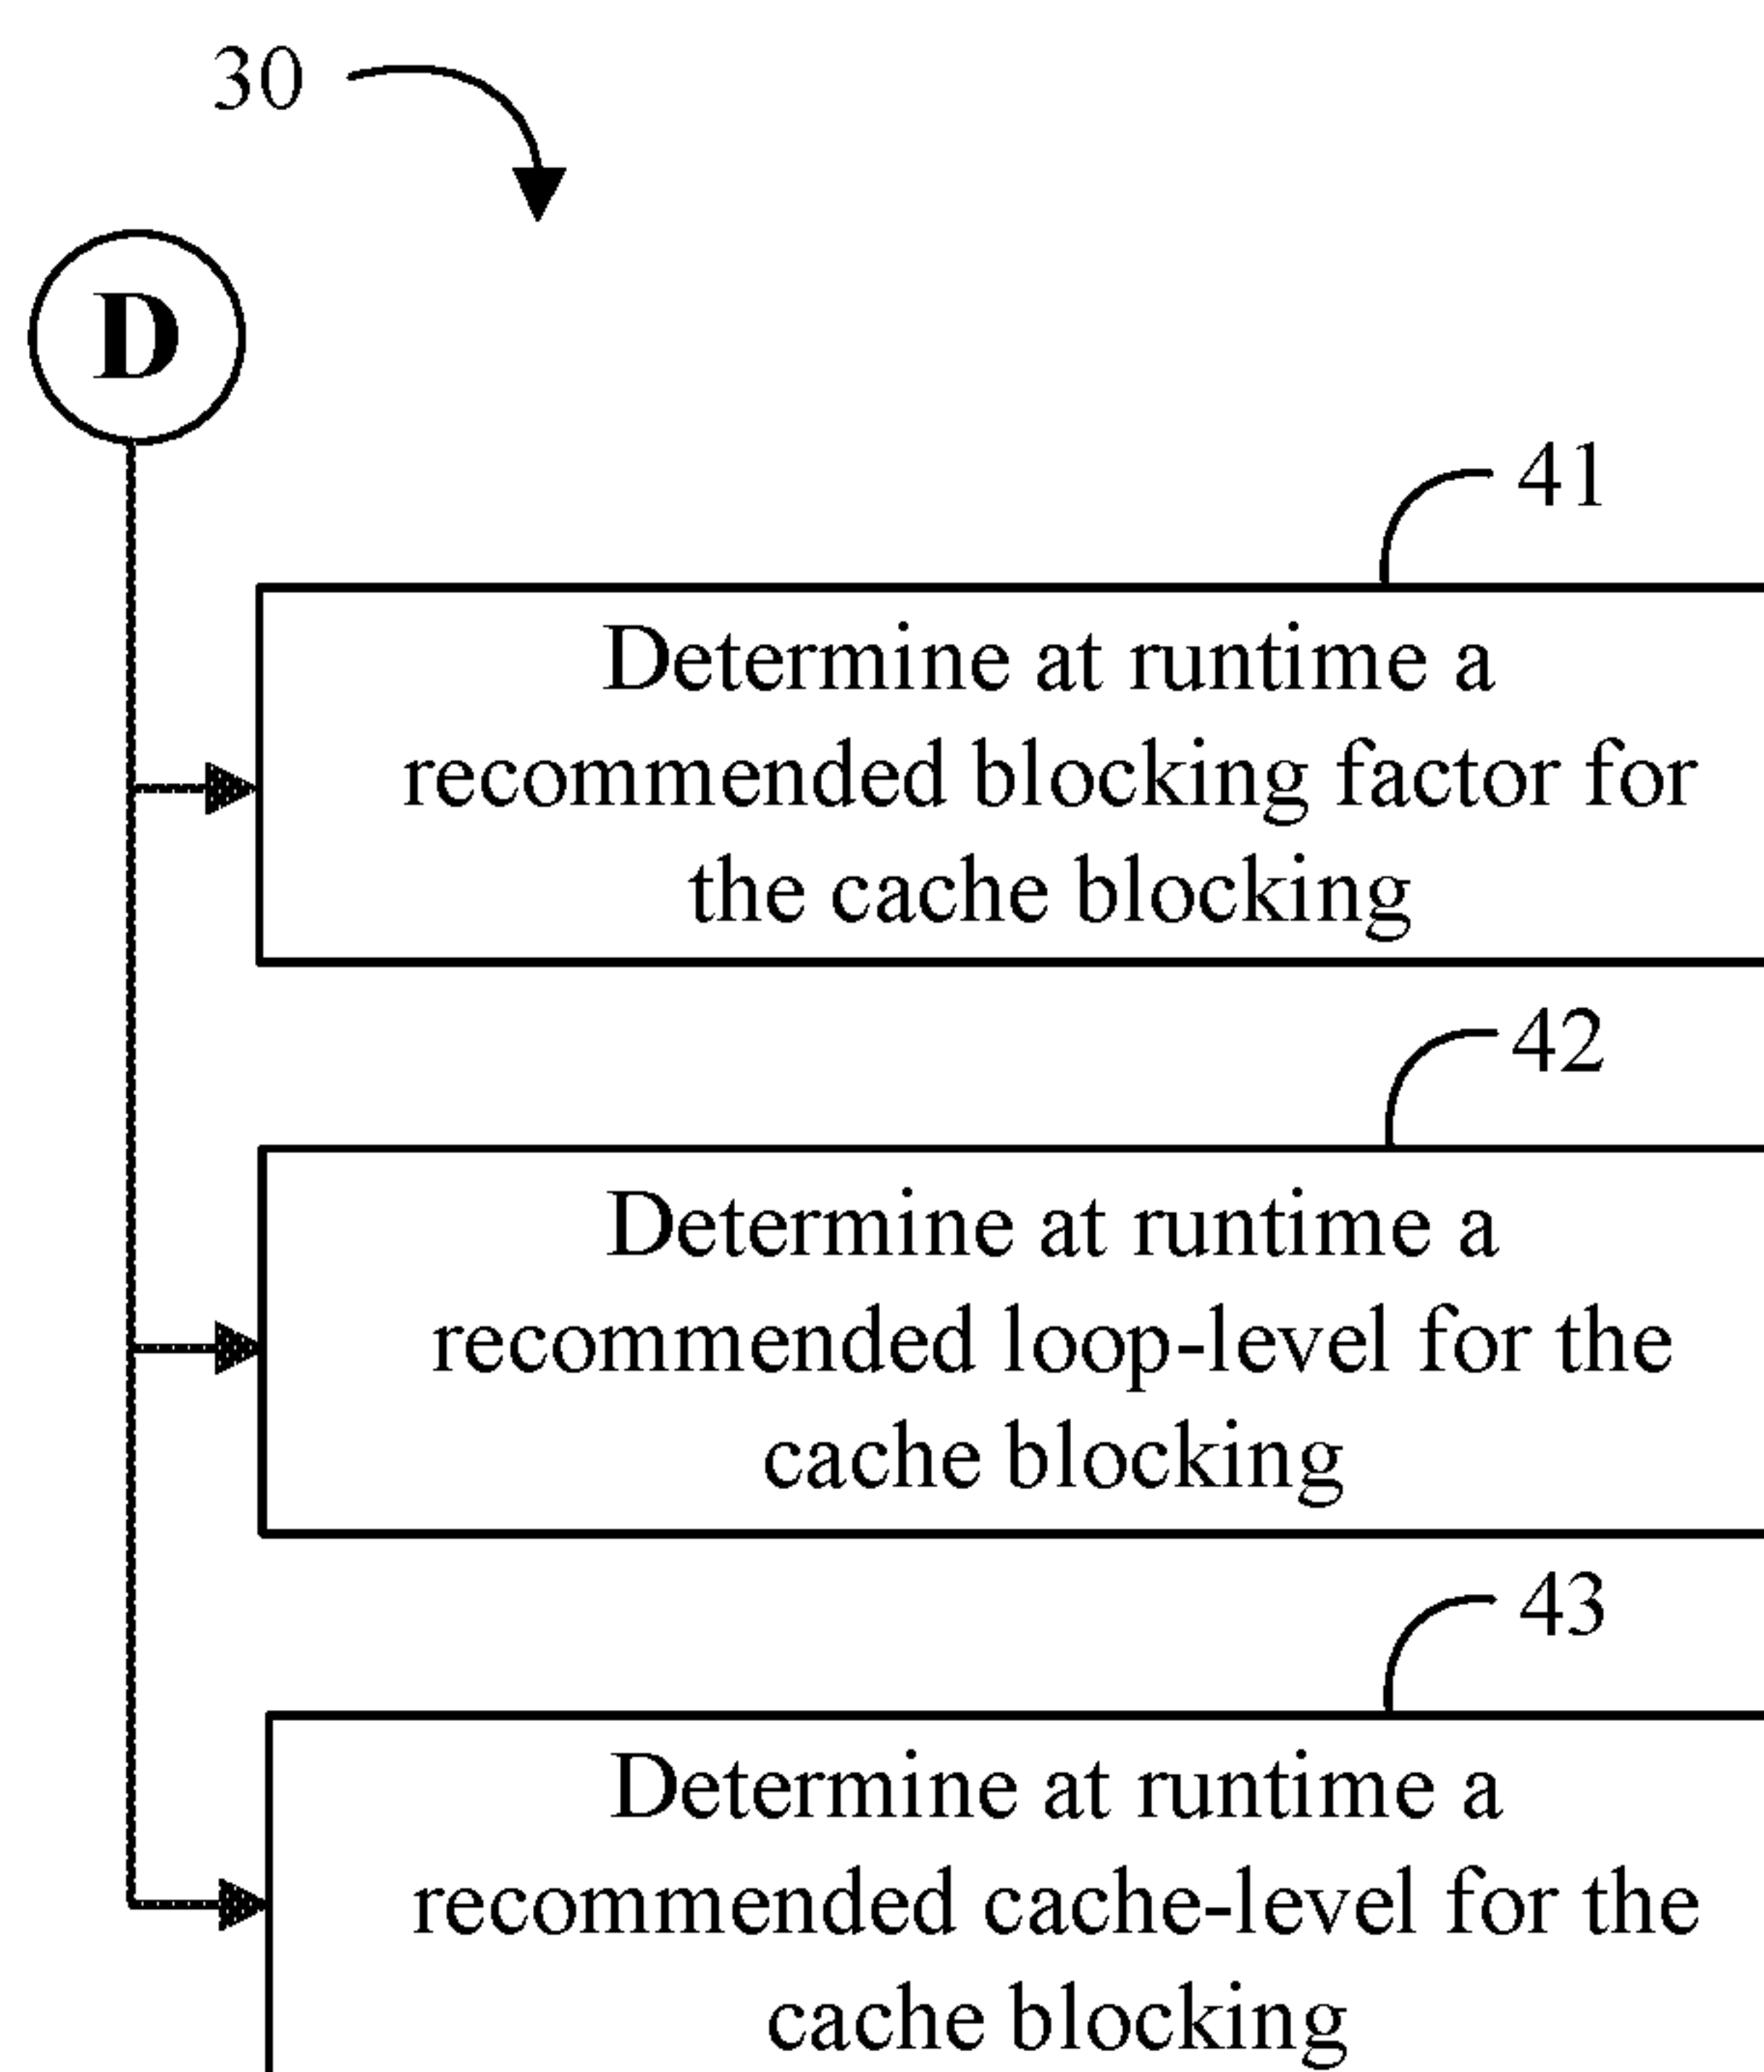 30
D
41
Determine at runtime a
recommended blocking factor for
the cache blocking
42
Determine at runtime a
recommended loop-level for the
cache blocking
43
Determine at runtime a
recommended cache-level for the
cache blocking